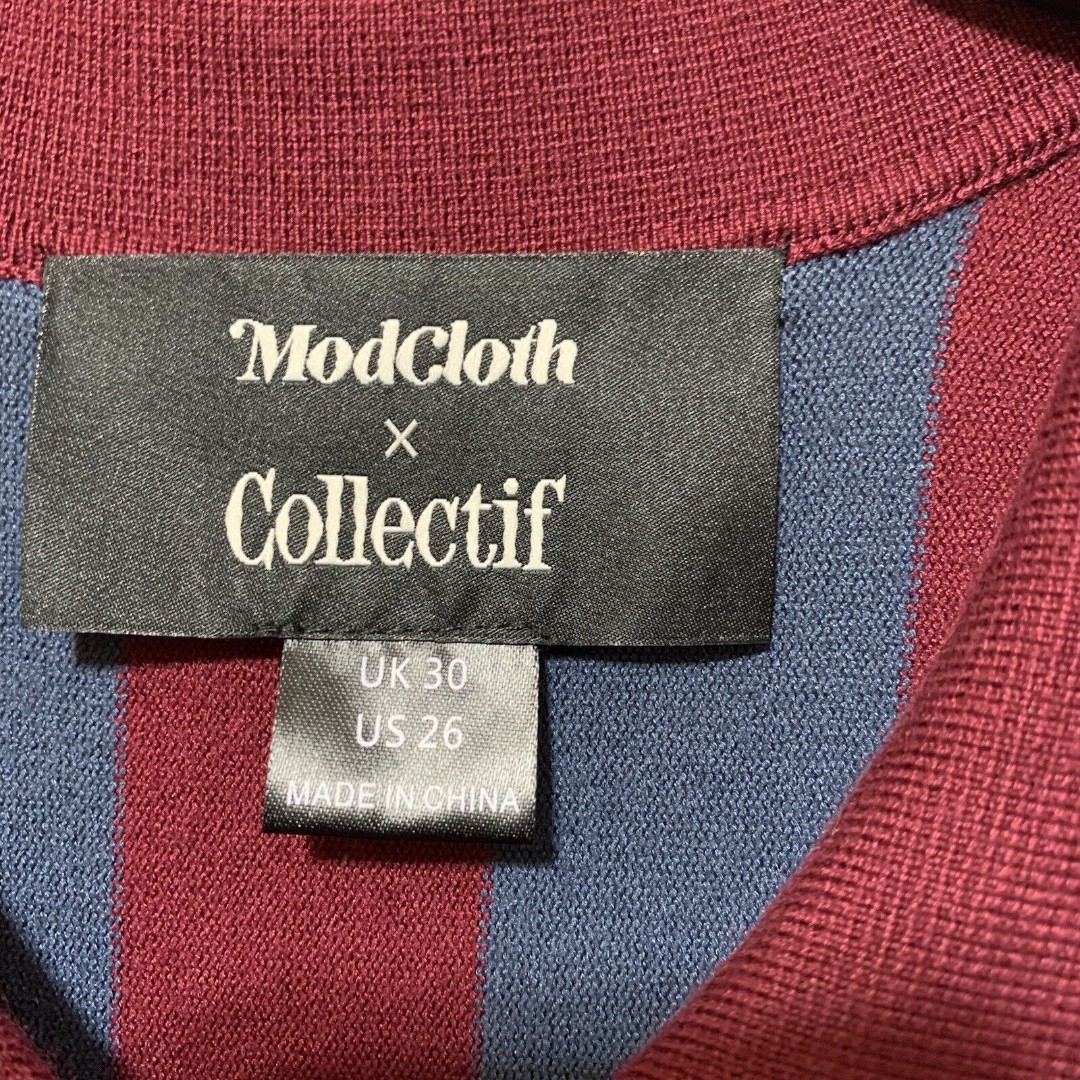 ModCloth
×
Collectif
UK 30
US 26
MADE IN CHINA